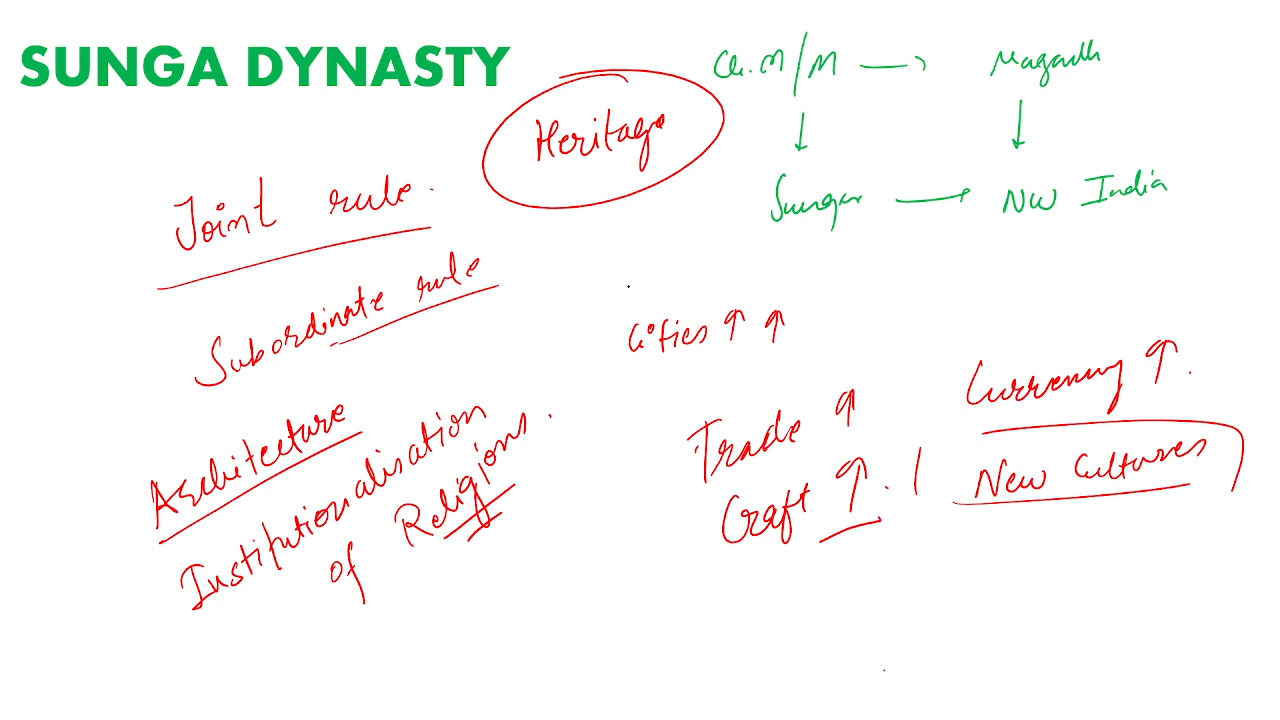 SUNGA DYNASTY
Heritage
Magadh
Sungas → NW India
Joint rule.
Subordinate rule
Architecture
Institutionalisation
of Religions.
Cities ↑ ↑
Trade ↑
Craft ↑.
Currency ↑.
New Cultures